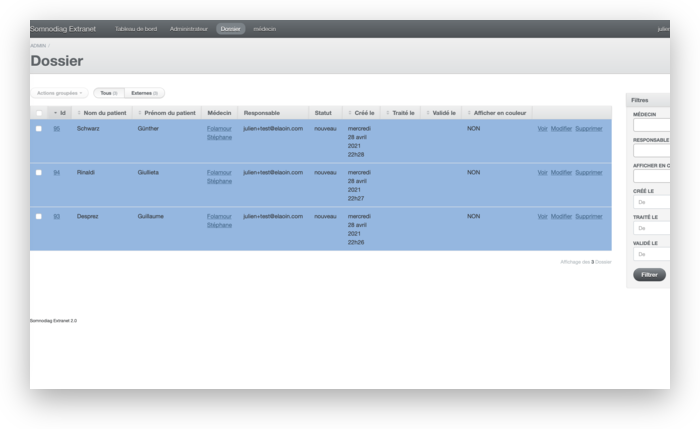 Somnodiag Extranet Tableau de bord Administrateur Dossier médecin julien
ADMIN /
Dossier
Actions groupées Tous (3) Externes (0)
Id Nom du patient Prénom du patient Médecin Responsable Statut Créé le Traité le Validé le Afficher en couleur
95 Schwarz Günther Folamour Stéphane julien+test@elaoin.com nouveau mercredi 28 avril 2021 22h28 NON Voir Modifier Supprimer
94 Rinaldi Giulieta Folamour Stéphane julien+test@elaoin.com nouveau mercredi 28 avril 2021 22h27 NON Voir Modifier Supprimer
93 Desprez Guillaume Folamour Stéphane julien+test@elaoin.com nouveau mercredi 28 avril 2021 22h26 NON Voir Modifier Supprimer
Affichage des 3 Dossier
Filtres
MÉDECIN
RESPONSABLE
AFFICHER EN C
CRÉÉ LE
De
TRAITÉ LE
De
VALIDÉ LE
De
Filtrer
Somnodiag Extranet 2.0